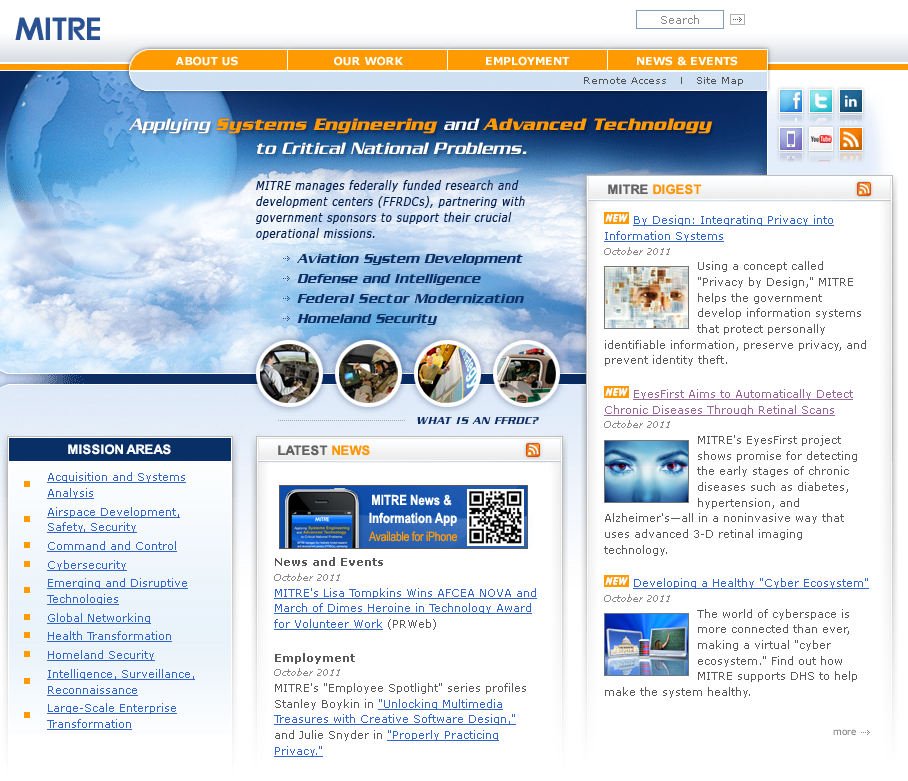 MITRE
Search
ABOUT US
OUR WORK
EMPLOYMENT
NEWS & EVENTS
Remote Access | Site Map
Applying Systems Engineering and Advanced Technology
to Critical National Problems.
MITRE manages federally funded research and
development centers (FFRDCs), partnering with
government sponsors to support their crucial
operational missions.
Aviation System Development
Defense and Intelligence
Federal Sector Modernization
Homeland Security
WHAT IS AN FFRDC?
MISSION AREAS
Acquisition and Systems
Analysis
Airspace Development,
Safety, Security
Command and Control
Cybersecurity
Emerging and Disruptive
Technologies
Global Networking
Health Transformation
Homeland Security
Intelligence, Surveillance,
Reconnaissance
Large-Scale Enterprise
Transformation
LATEST NEWS
MITRE
MITRE News &
Information App
Available for iPhone
News and Events
October 2011
MITRE's Lisa Tompkins Wins AFCEA NOVA and
March of Dimes Heroine in Technology Award
for Volunteer Work (PRWeb)
Employment
October 2011
MITRE's "Employee Spotlight" series profiles
Stanley Boykin in "Unlocking Multimedia
Treasures with Creative Software Design,"
and Julie Snyder in "Properly Practicing
Privacy."
f
t
in
You Tube
MITRE DIGEST
NEW By Design: Integrating Privacy into
Information Systems
October 2011
Using a concept called
"Privacy by Design," MITRE
helps the government
develop information systems
that protect personally
identifiable information, preserve privacy, and
prevent identity theft.
NEW EyesFirst Aims to Automatically Detect
Chronic Diseases Through Retinal Scans
October 2011
MITRE's EyesFirst project
shows promise for detecting
the early stages of chronic
diseases such as diabetes,
hypertension, and
Alzheimer's—all in a noninvasive way that
uses advanced 3-D retinal imaging
technology.
NEW Developing a Healthy "Cyber Ecosystem"
October 2011
The world of cyberspace is
more connected than ever,
making a virtual "cyber
ecosystem." Find out how
MITRE supports DHS to help
make the system healthy.
more